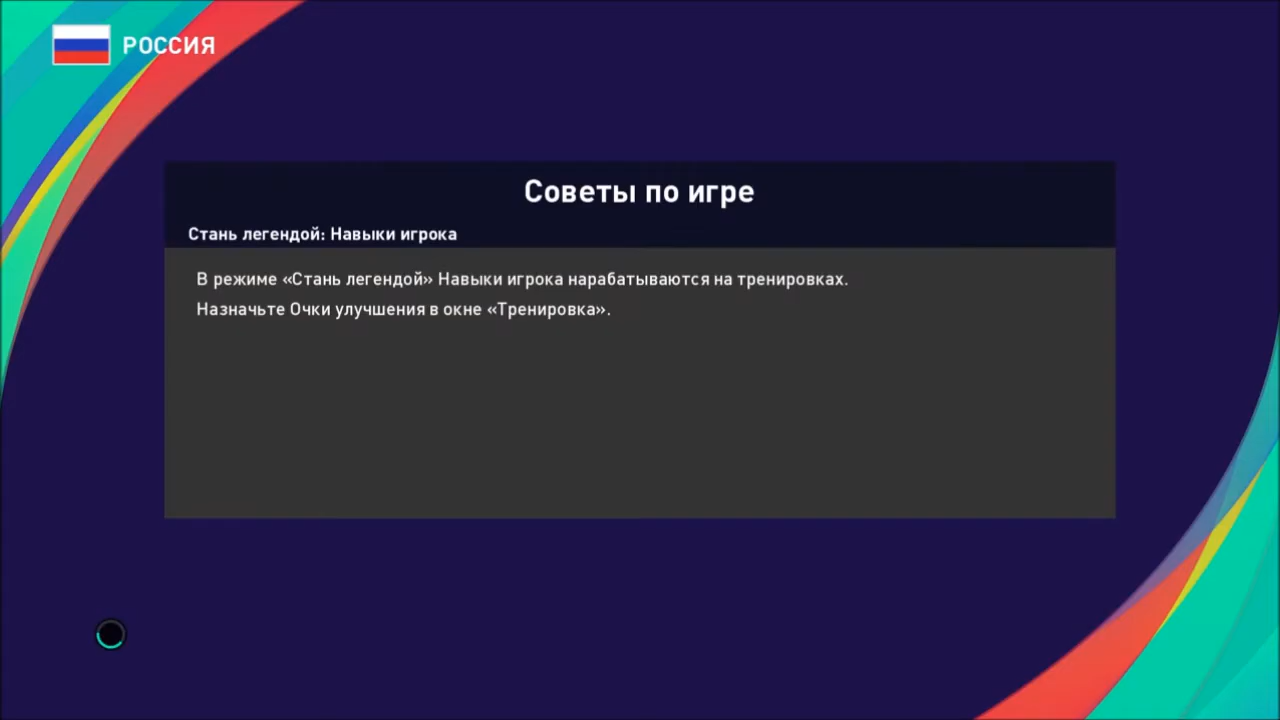 РОССИЯ
Советы по игре
Стань легендой: Навыки игрока
В режиме «Стань легендой» Навыки игрока нарабатываются на тренировках.
Назначьте Очки улучшения в окне «Тренировка».